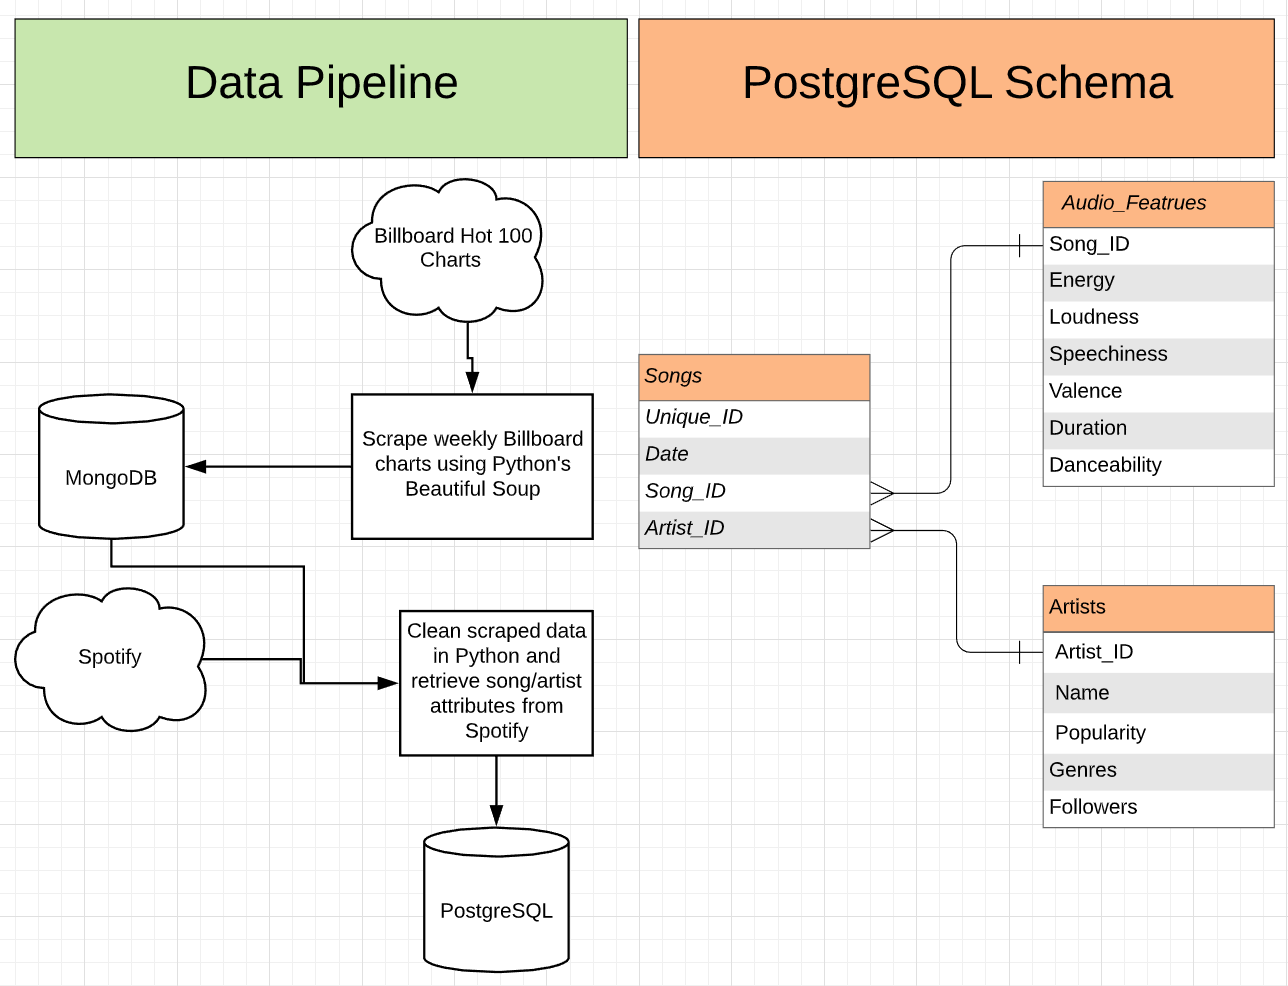 Data Pipeline
PostgreSQL Schema
Billboard Hot 100
Charts
Scrape weekly Billboard
charts using Python's
Beautiful Soup
MongoDB
Spotify
Clean scraped data
in Python and
retrieve song/artist
attributes from
Spotify
PostgreSQL
Songs
Unique_ID
Date
Song_ID
Artist_ID
Audio_Featrues
Song_ID
Energy
Loudness
Speechiness
Valence
Duration
Danceability
Artists
Artist_ID
Name
Popularity
Genres
Followers